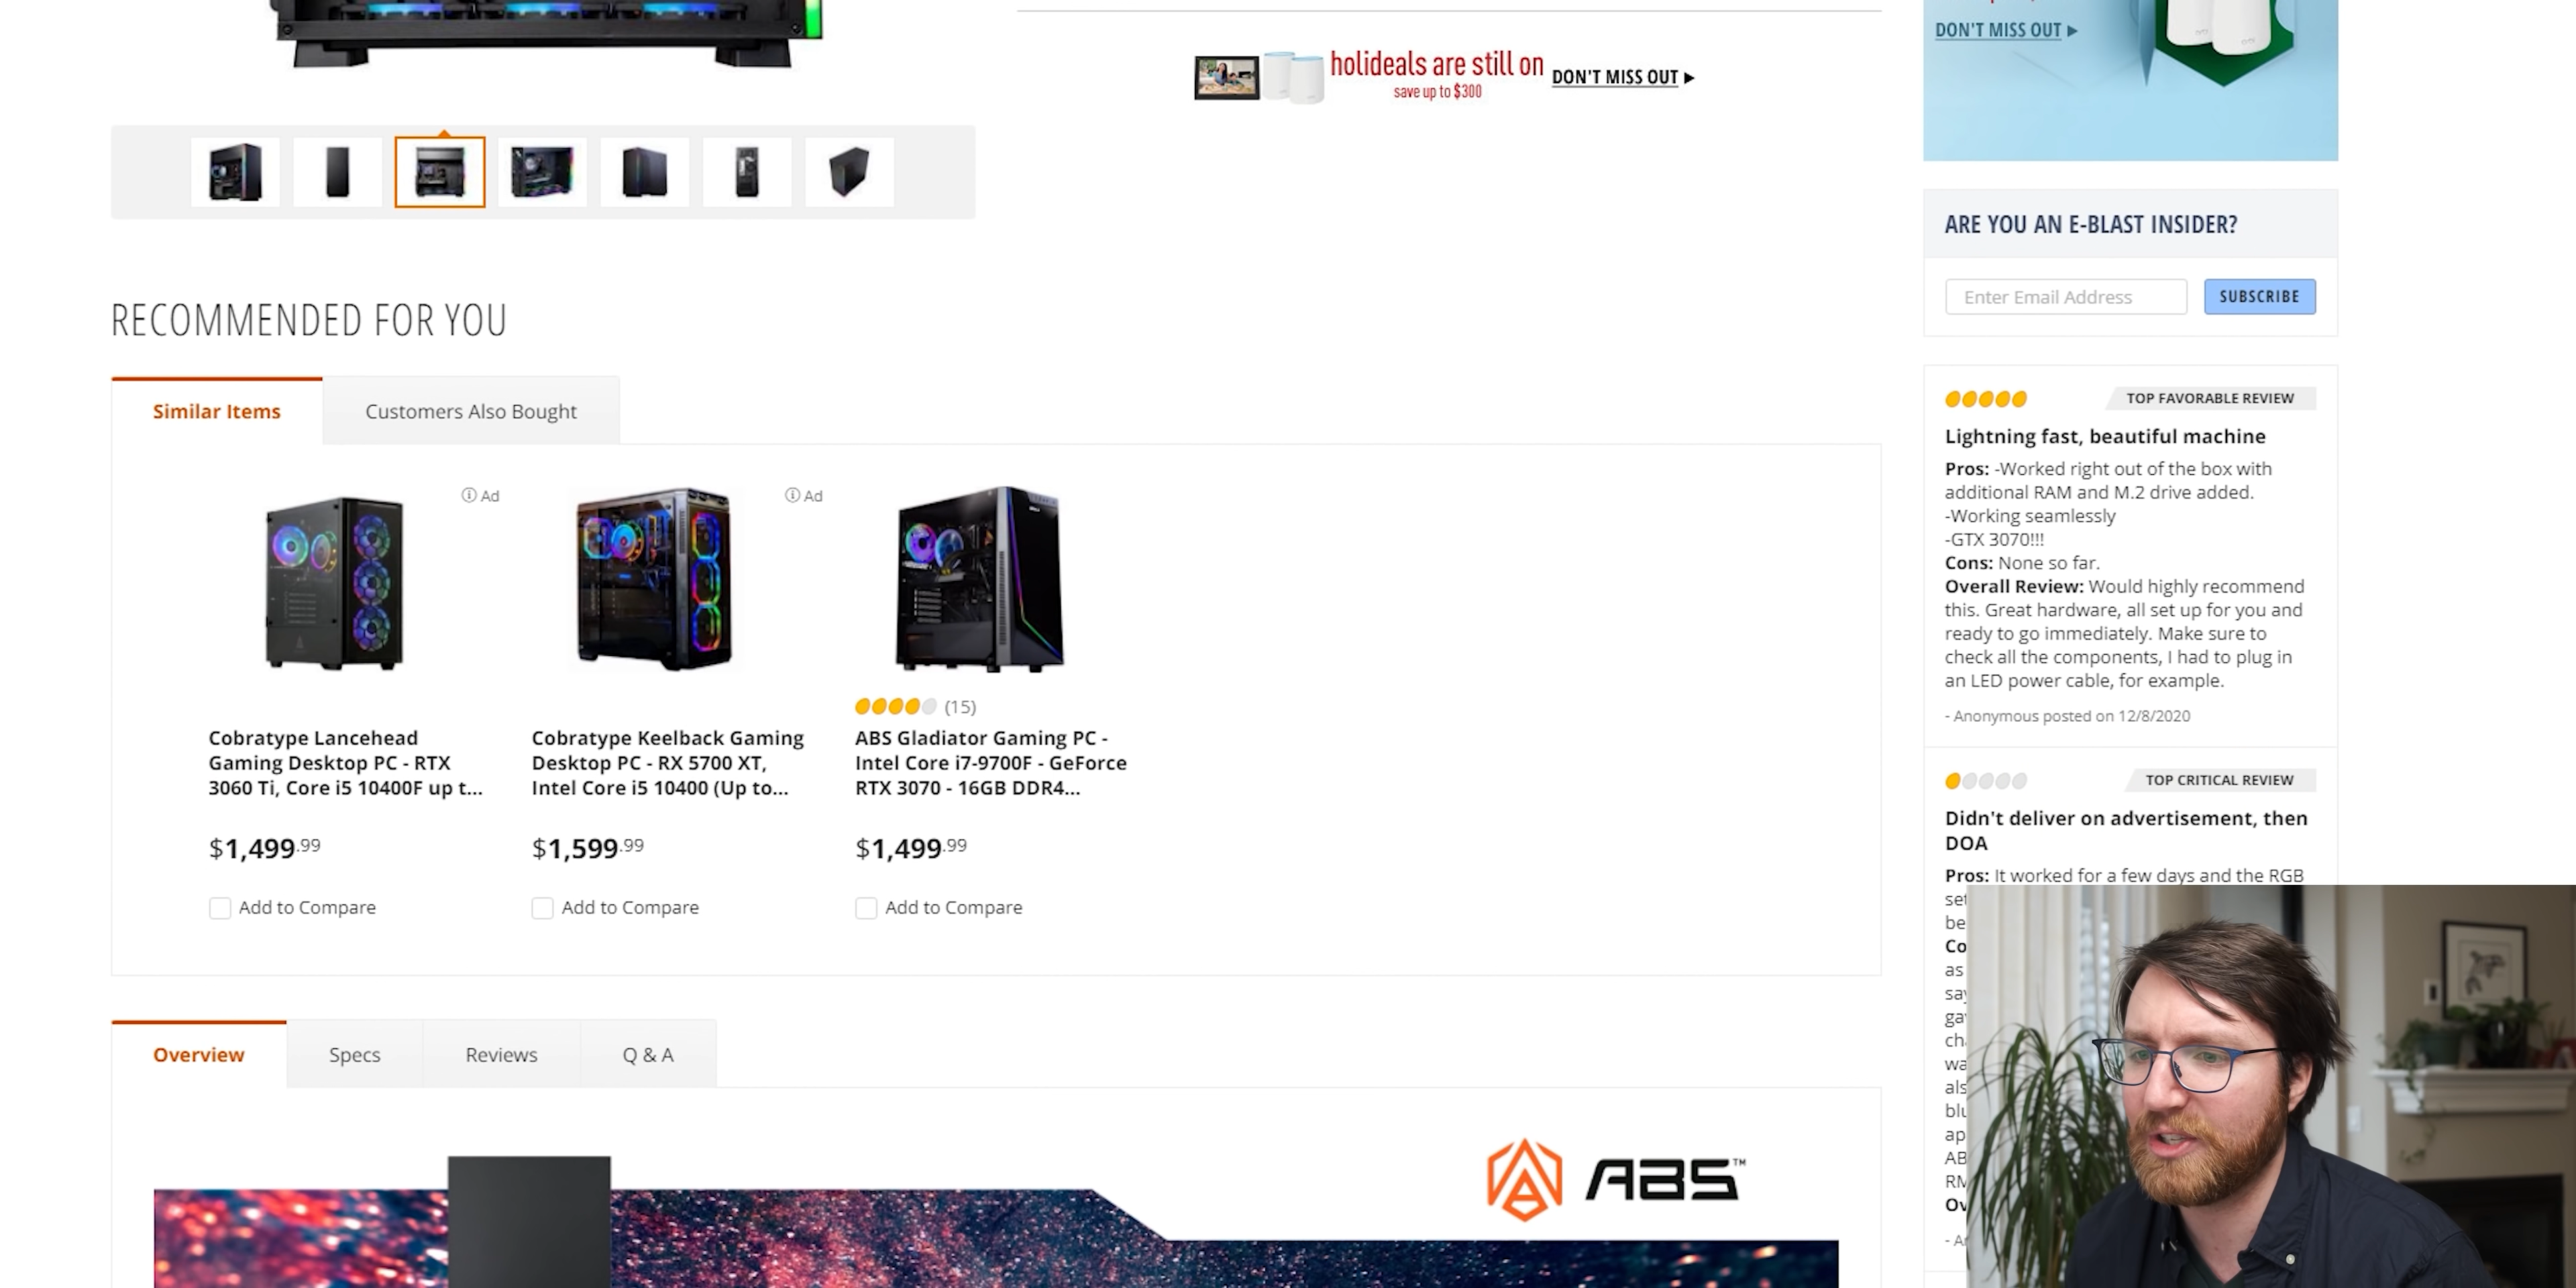 holideals are still on
save up to $300
DON'T MISS OUT
DON'T MISS OUT
RECOMMENDED FOR YOU
Similar Items
Customers Also Bought
Ad
Ad
(15)
Cobratype Lancehead
Gaming Desktop PC - RTX
3060 Ti, Core i5 10400F up t...
Cobratype Keelback Gaming
Desktop PC - RX 5700 XT,
Intel Core i5 10400 (Up to...
ABS Gladiator Gaming PC -
Intel Core i7-9700F - GeForce
RTX 3070 - 16GB DDR4...
$1,499.99
$1,599.99
$1,499.99
Add to Compare
Add to Compare
Add to Compare
Overview
Specs
Reviews
Q & A
ABS™
ARE YOU AN E-BLAST INSIDER?
Enter Email Address
SUBSCRIBE
TOP FAVORABLE REVIEW
Lightning fast, beautiful machine
Pros: -Worked right out of the box with
additional RAM and M.2 drive added.
-Working seamlessly
-GTX 3070!!!
Cons: None so far.
Overall Review: Would highly recommend
this. Great hardware, all set up for you and
ready to go immediately. Make sure to
check all the components, I had to plug in
an LED power cable, for example.
- Anonymous posted on 12/8/2020
TOP CRITICAL REVIEW
Didn't deliver on advertisement, then
DOA
Pros: It worked for a few days and the RGB